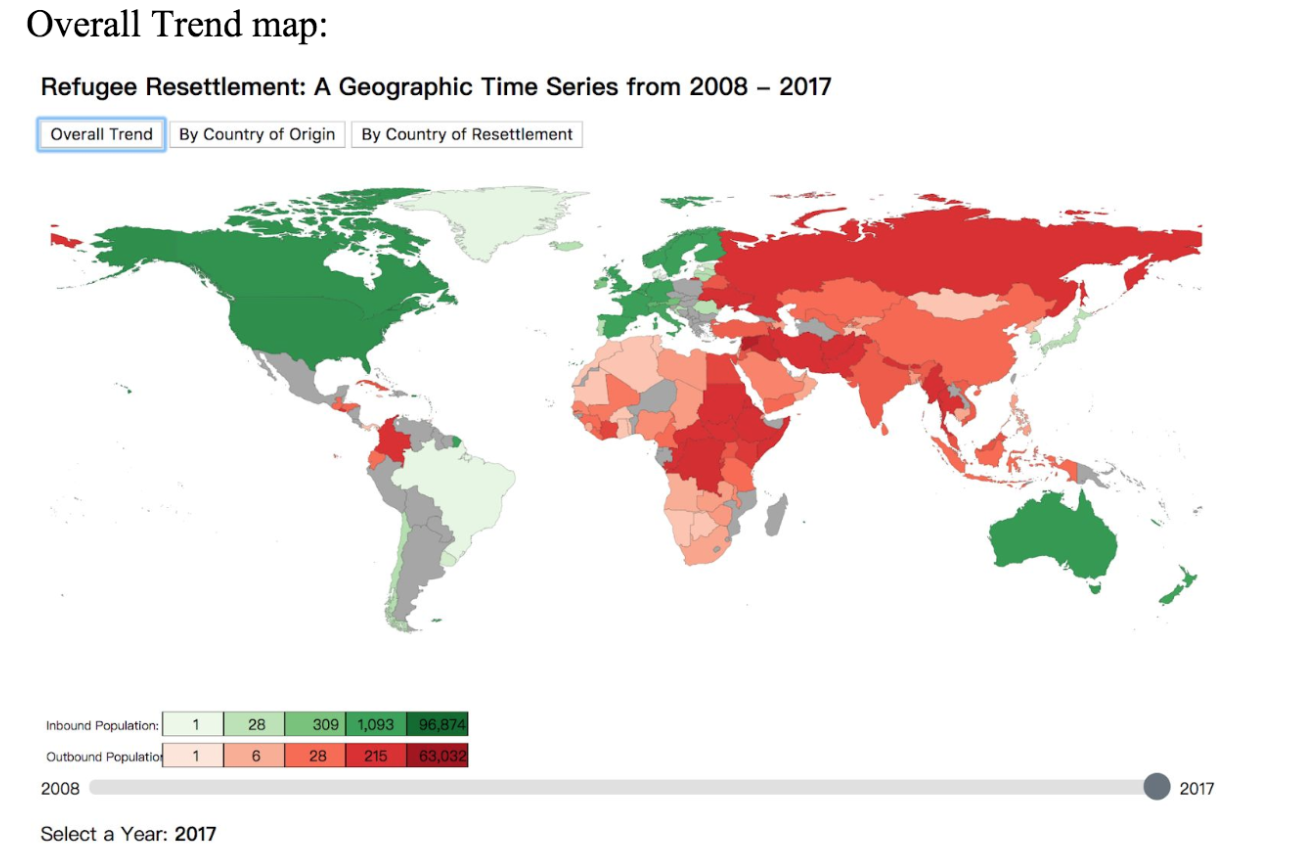 Overall Trend map:
Refugee Resettlement: A Geographic Time Series from 2008 – 2017
Overall Trend By Country of Origin By Country of Resettlement
Inbound Population: 1 28 309 1,093 96,874
Outbound Population 1 6 28 215 63,032
2008 2017
Select a Year: 2017